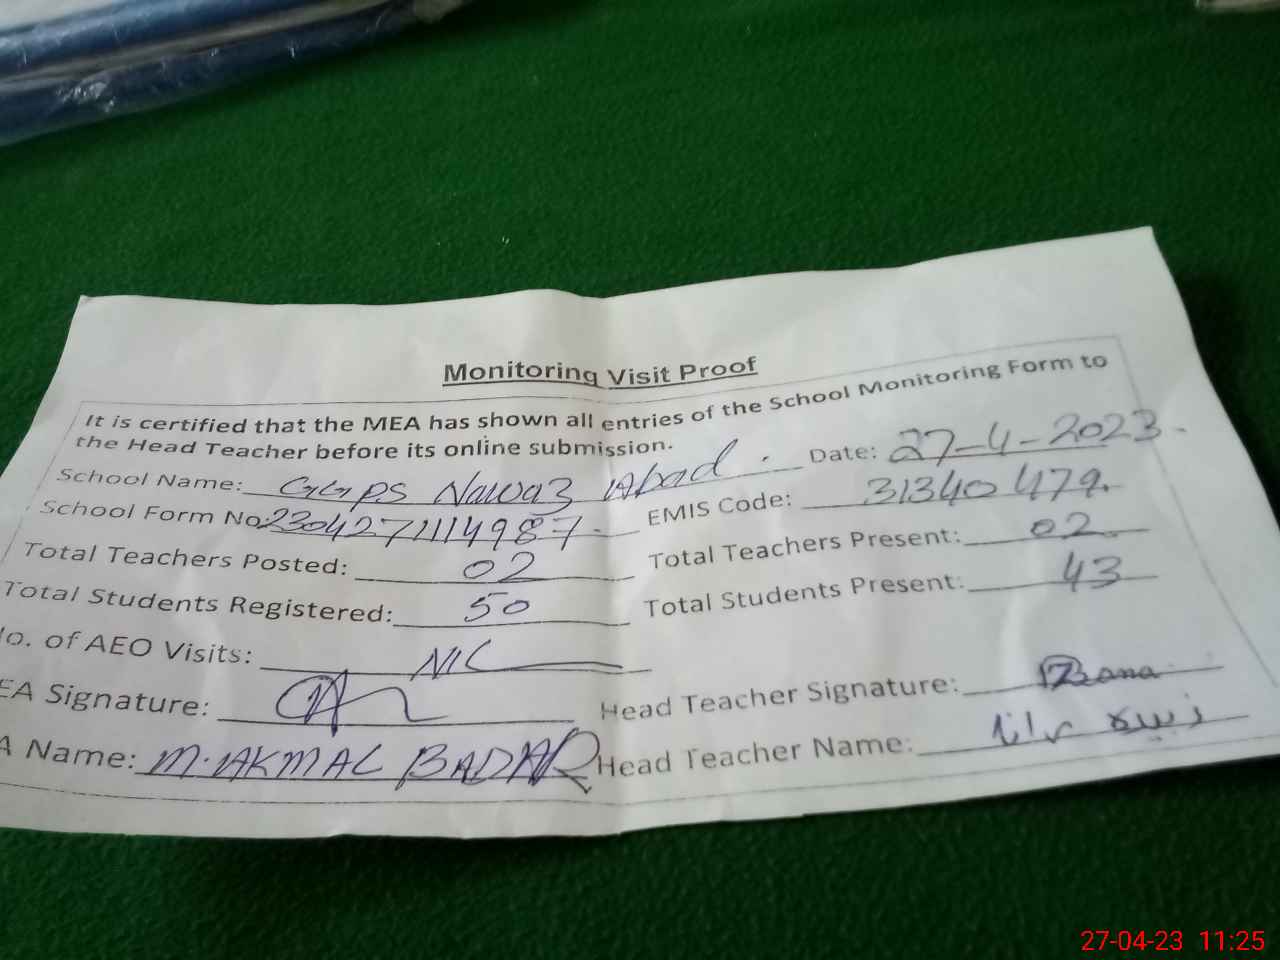 Monitoring Visit Proof
It is certified that the MEA has shown all entries of the School Monitoring Form to
the Head Teacher before its online submission.
School Name: GGPS Nawaz Abad. Date: 27-4-2023.
School Form No 23042711114987. EMIS Code: 31340479.
Total Teachers Posted: 02 Total Teachers Present: 02
Total Students Registered: 50 Total Students Present: 43
No. of AEO Visits: NIL
EA Signature: Head Teacher Signature:
A Name: M. AKMAL BADAR Head Teacher Name:
27-04-23 11:25